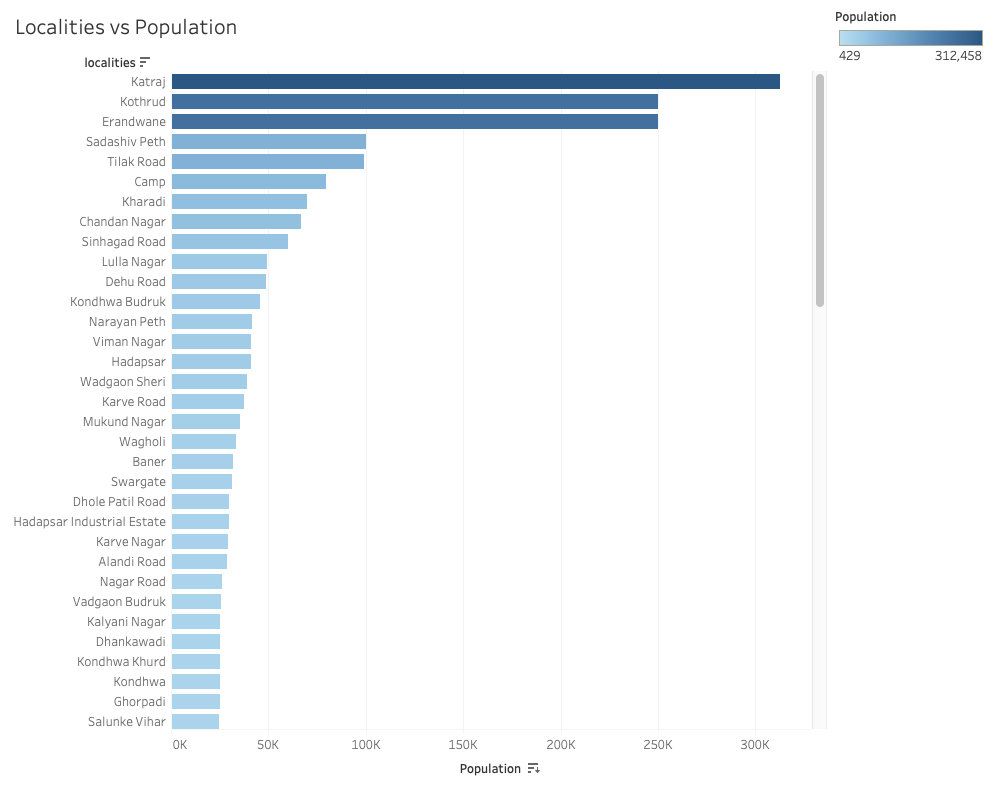 Localities vs Population
Population
429 312,458
localities
Katraj
Kothrud
Erandwane
Sadashiv Peth
Tilak Road
Camp
Kharadi
Chandan Nagar
Sinhagad Road
Lulla Nagar
Dehu Road
Kondhwa Budruk
Narayan Peth
Viman Nagar
Hadapsar
Wadgaon Sheri
Karve Road
Mukund Nagar
Wagholi
Baner
Swargate
Dhole Patil Road
Hadapsar Industrial Estate
Karve Nagar
Alandi Road
Nagar Road
Vadgaon Budruk
Kalyani Nagar
Dhankawadi
Kondhwa Khurd
Kondhwa
Ghorpadi
Salunke Vihar
0K 50K 100K 150K 200K 250K 300K
Population